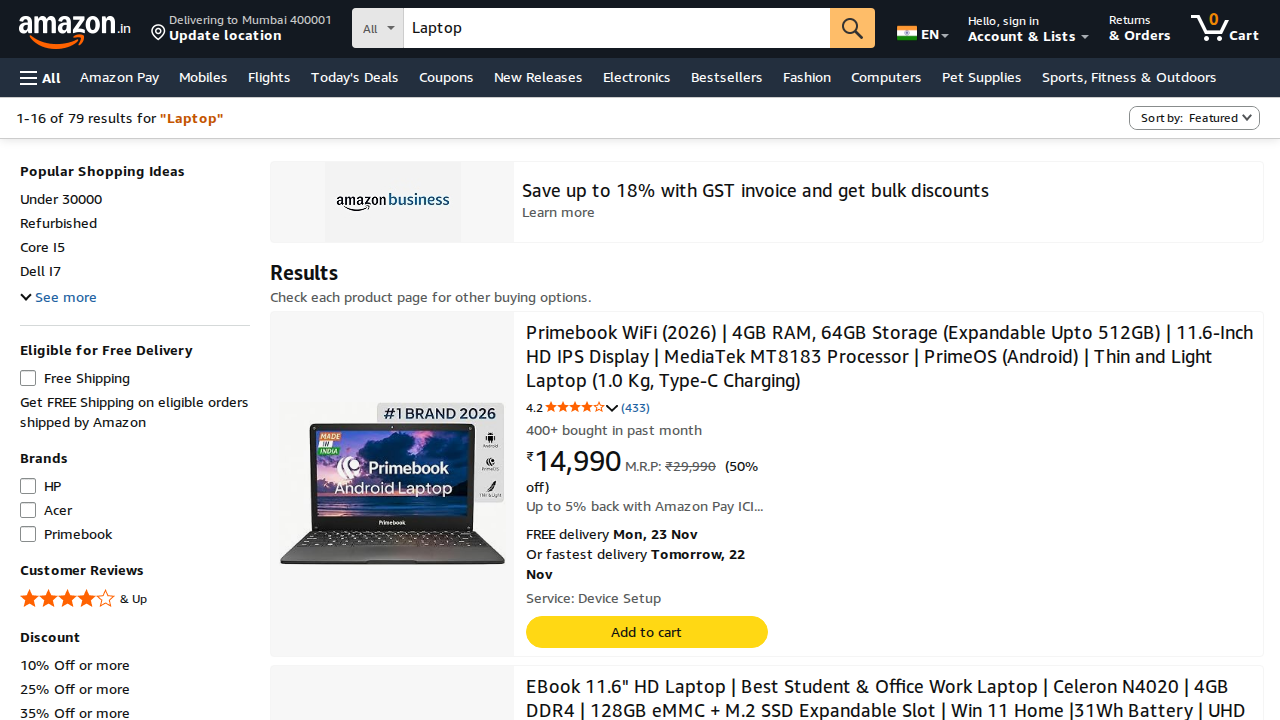 amazon.in
Delivering to Mumbai 400001
Update location
All
Laptop
EN
Hello, sign in
Account & Lists
Returns
& Orders
0
Cart
All
Amazon Pay
Mobiles
Flights
Today's Deals
Coupons
New Releases
Electronics
Bestsellers
Fashion
Computers
Pet Supplies
Sports, Fitness & Outdoors
1-16 of 79 results for "Laptop"
Sort by: Featured
Popular Shopping Ideas
Under 30000
Refurbished
Core I5
Dell I7
See more
Eligible for Free Delivery
Free Shipping
Get FREE Shipping on eligible orders
shipped by Amazon
Brands
HP
Acer
Primebook
Customer Reviews
& Up
Discount
10% Off or more
25% Off or more
35% Off or more
amazon business
Save up to 18% with GST invoice and get bulk discounts
Learn more
Results
Check each product page for other buying options.
#1 BRAND 2026
MADE
IN
INDIA
Android
PrimeOS
Thin & Light
Primebook
Android Laptop
Primebook
Primebook WiFi (2026) | 4GB RAM, 64GB Storage (Expandable Upto 512GB) | 11.6-Inch
HD IPS Display | MediaTek MT8183 Processor | PrimeOS (Android) | Thin and Light
Laptop (1.0 Kg, Type-C Charging)
4.2 (433)
400+ bought in past month
₹14,990 M.R.P: ₹29,990 (50%
off)
Up to 5% back with Amazon Pay ICI...
FREE delivery Mon, 23 Nov
Or fastest delivery Tomorrow, 22
Nov
Service: Device Setup
Add to cart
EBook 11.6" HD Laptop | Best Student & Office Work Laptop | Celeron N4020 | 4GB
DDR4 | 128GB eMMC + M.2 SSD Expandable Slot | Win 11 Home |31Wh Battery | UHD